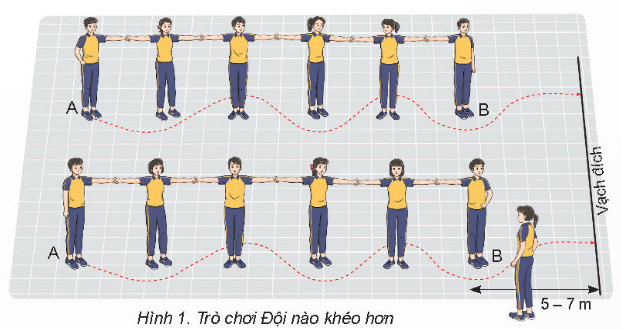 A
B
Vạch đích
A
B
5 – 7 m
Hình 1. Trò chơi Đội nào khéo hơn